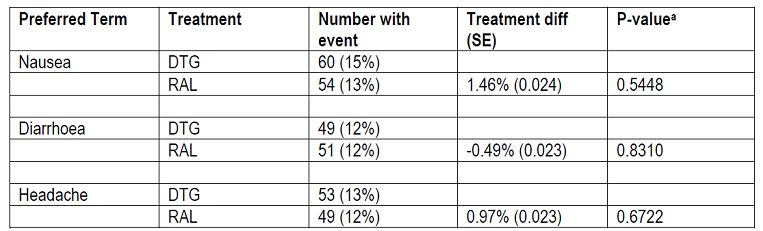 Preferred Term Treatment Number with event Treatment diff (SE) P-valueᵃ
Nausea DTG 60 (15%)
RAL 54 (13%) 1.46% (0.024) 0.5448
Diarrhoea DTG 49 (12%)
RAL 51 (12%) -0.49% (0.023) 0.8310
Headache DTG 53 (13%)
RAL 49 (12%) 0.97% (0.023) 0.6722